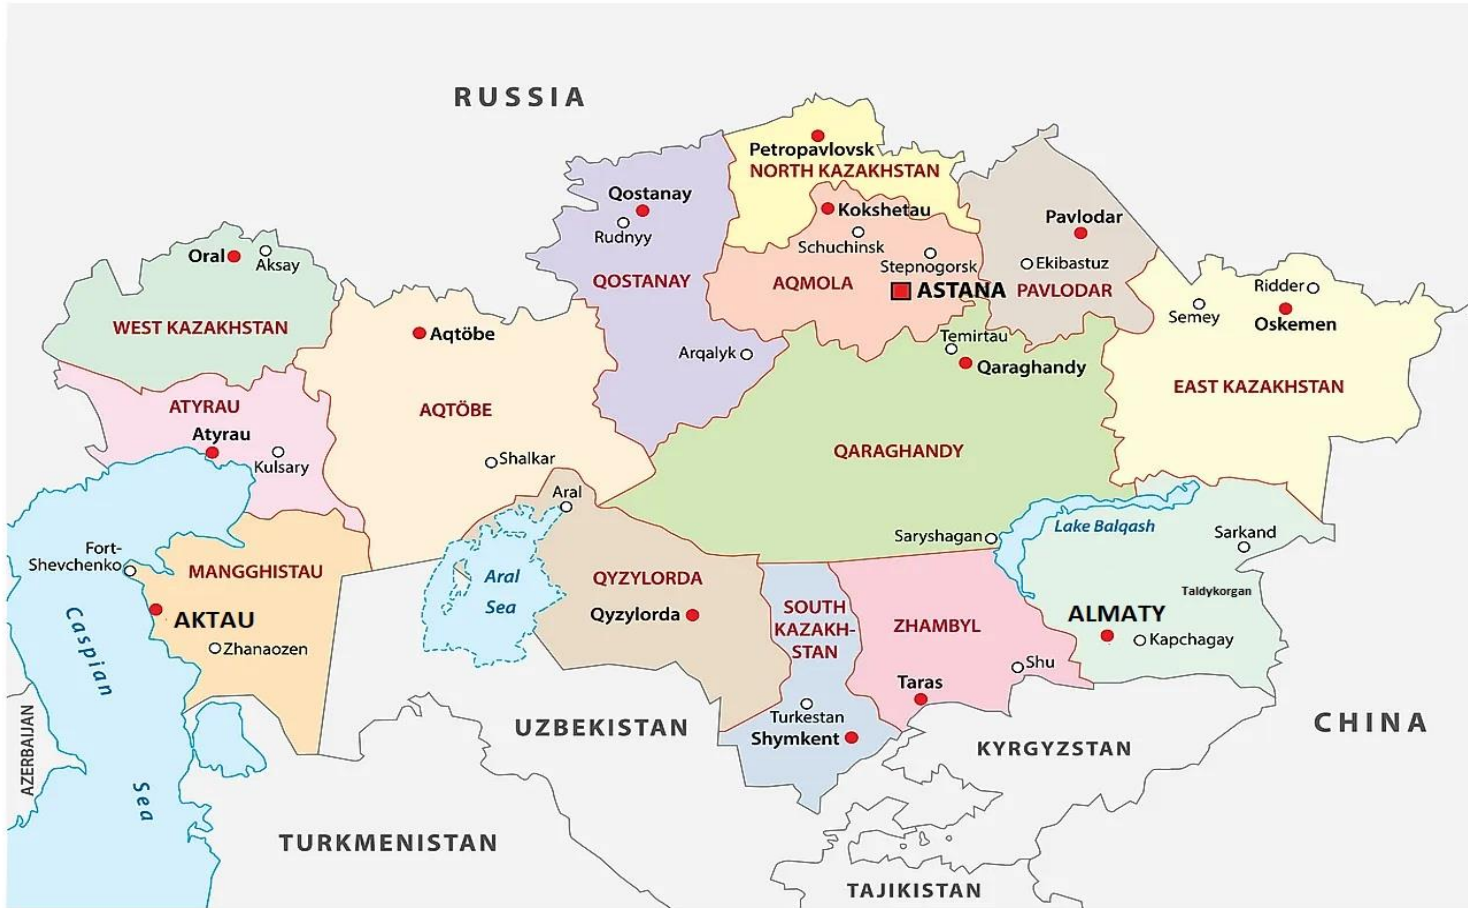 RUSSIA
Petropavlovsk
NORTH KAZAKHSTAN
Qostanay
Rudnyy
QOSTANAY
Arqalyk
Kokshetau
Schuchinsk
Stepnogorsk
AQMOLA
ASTANA
Pavlodar
Ekibastuz
PAVLODAR
Oral
Aksay
WEST KAZAKHSTAN
Ridder
Semey
Oskemen
EAST KAZAKHSTAN
Aqtöbe
AQTÖBE
Shalkar
Temirtau
Qaraghandy
QARAGHANDY
Saryshagan
ATYRAU
Atyrau
Kulsary
Aral
Aral
Sea
Lake Balqash
Sarkand
Taldykorgan
ALMATY
Kapchagay
Fort-
Shevchenko
MANGGHISTAU
AKTAU
Zhanaozen
QYZYLORDA
Qyzylorda
SOUTH
KAZAKH-
STAN
Turkestan
Shymkent
ZHAMBYL
Shu
Taras
Caspian
Sea
AZERBAIJAN
UZBEKISTAN
KYRGYZSTAN
CHINA
TURKMENISTAN
TAJIKISTAN